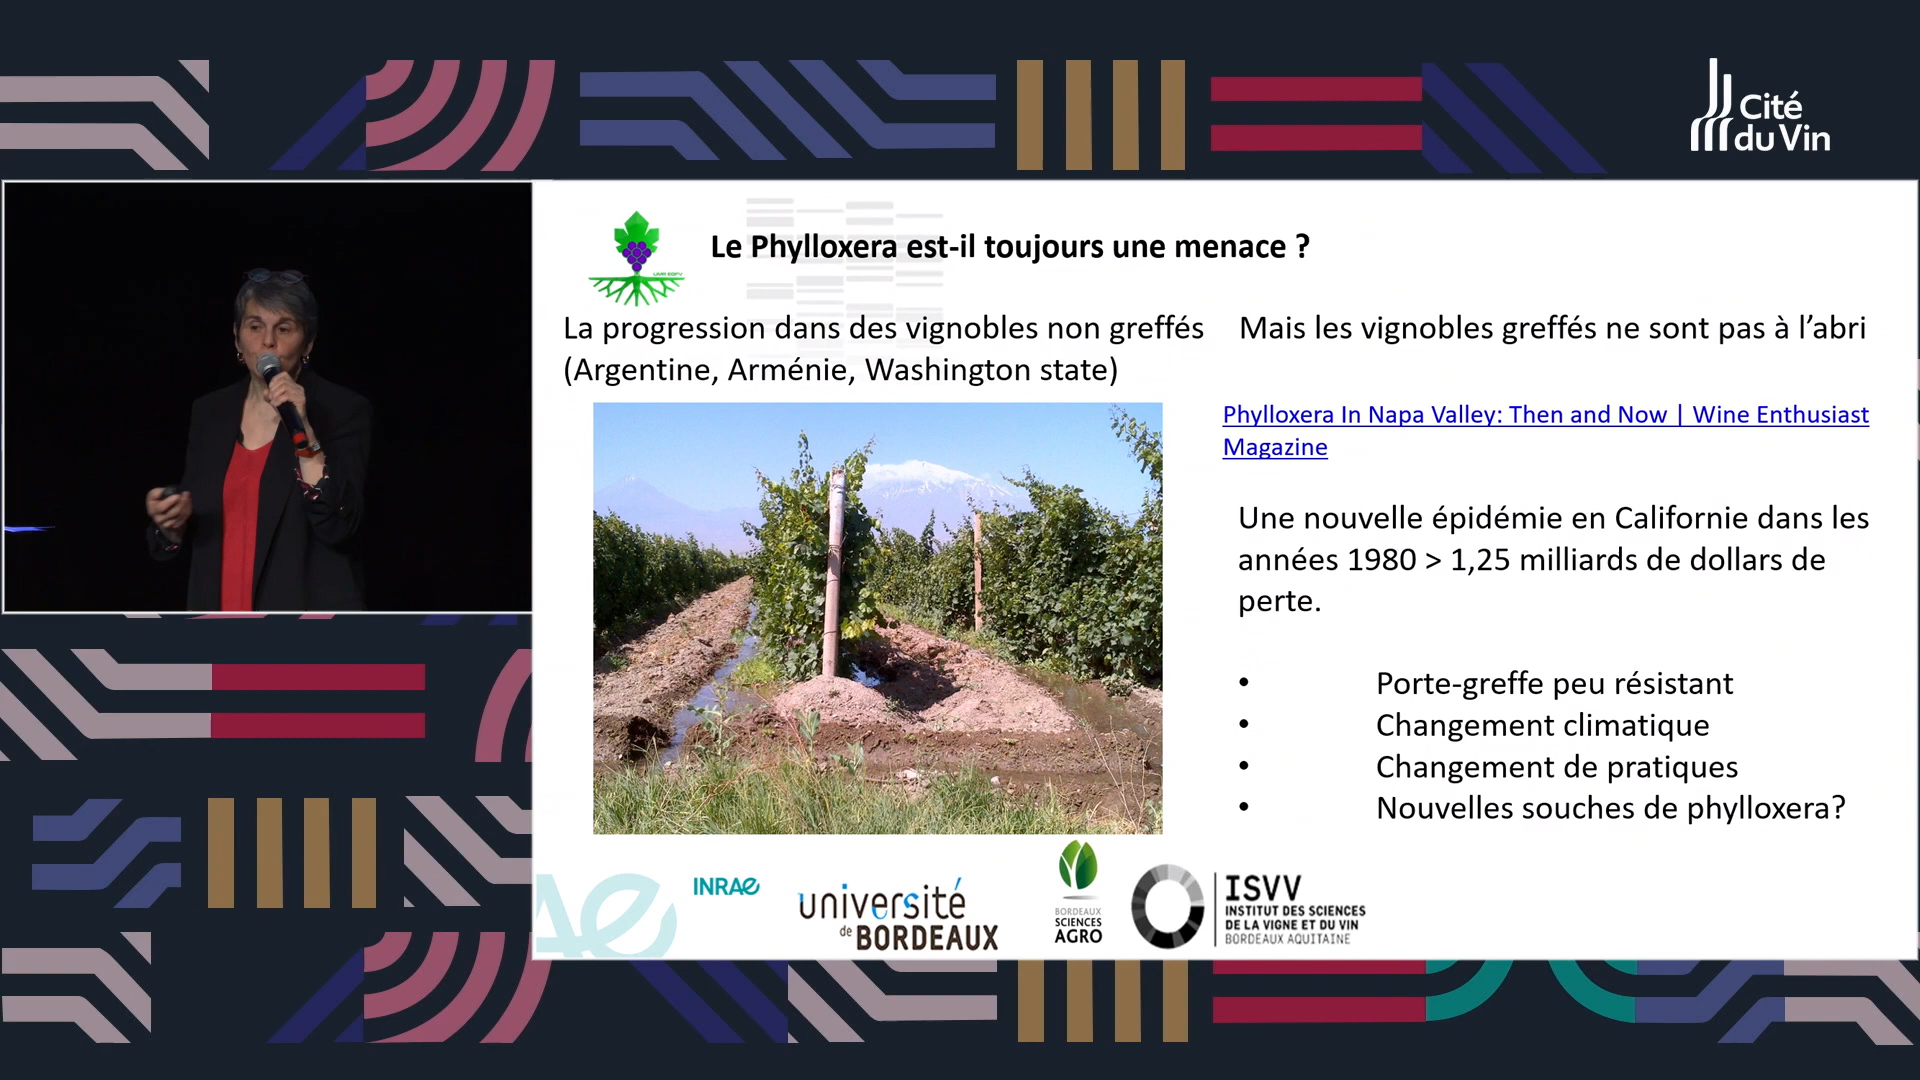 Cité
du Vin
UMR EGFV
Le Phylloxera est-il toujours une menace ?
La progression dans des vignobles non greffés
(Argentine, Arménie, Washington state)
Mais les vignobles greffés ne sont pas à l’abri
Phylloxera In Napa Valley: Then and Now | Wine Enthusiast
Magazine
Une nouvelle épidémie en Californie dans les
années 1980 > 1,25 milliards de dollars de
perte.
• Porte-greffe peu résistant
• Changement climatique
• Changement de pratiques
• Nouvelles souches de phylloxera?
INRAE
université
de BORDEAUX
BORDEAUX
SCIENCES
AGRO
ISVV
INSTITUT DES SCIENCES
DE LA VIGNE ET DU VIN
BORDEAUX AQUITAINE